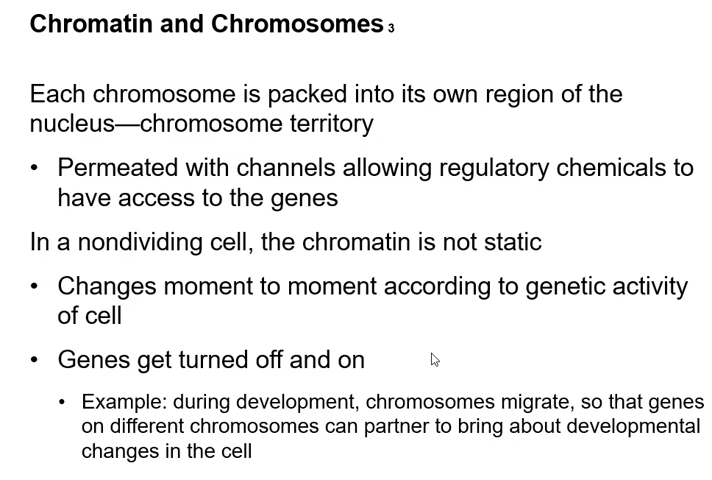 Chromatin and Chromosomes 3
Each chromosome is packed into its own region of the
nucleus—chromosome territory
• Permeated with channels allowing regulatory chemicals to
have access to the genes
In a nondividing cell, the chromatin is not static
• Changes moment to moment according to genetic activity
of cell
• Genes get turned off and on
• Example: during development, chromosomes migrate, so that genes
on different chromosomes can partner to bring about developmental
changes in the cell